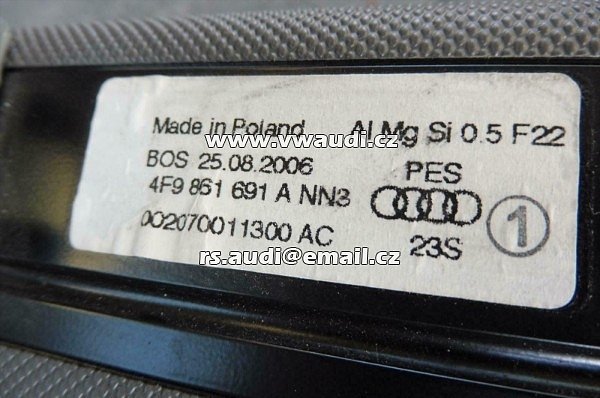 Made in Poland Al Mg Si 0.5 F22
www.vwaudi.cz
BOS 25.08.2006 PES
4F9 861 691 A NN3 1
002070011300 AC 23S
rs.audi@email.cz